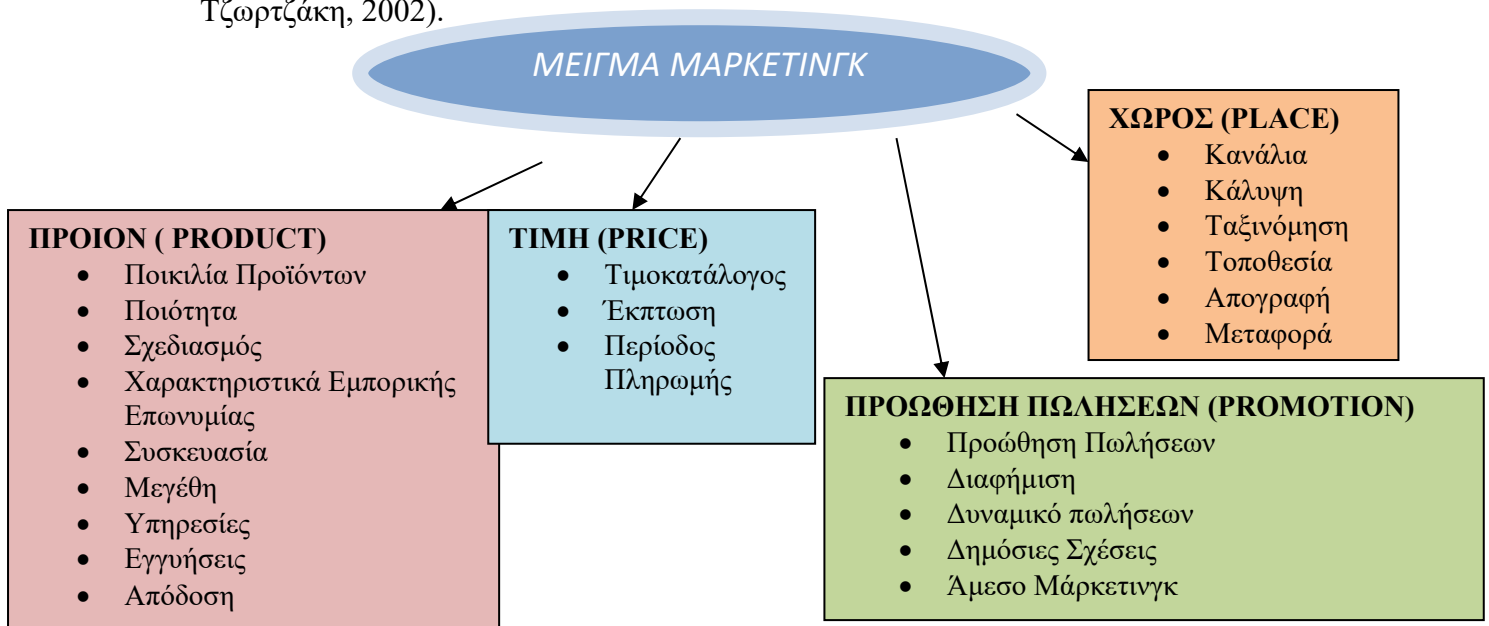 Τζωρτζάκη, 2002).
ΜΕΙΓΜΑ ΜΑΡΚΕΤΙΝΓΚ
ΠΡΟΙΟΝ ( PRODUCT)
• Ποικιλία Προϊόντων
• Ποιότητα
• Σχεδιασμός
• Χαρακτηριστικά Εμπορικής
Επωνυμίας
• Συσκευασία
• Μεγέθη
• Υπηρεσίες
• Εγγυήσεις
• Απόδοση
ΤΙΜΗ (PRICE)
• Τιμοκατάλογος
• Έκπτωση
• Περίοδος
Πληρωμής
ΧΩΡΟΣ (PLACE)
• Κανάλια
• Κάλυψη
• Ταξινόμηση
• Τοποθεσία
• Απογραφή
• Μεταφορά
ΠΡΟΩΘΗΣΗ ΠΩΛΗΣΕΩΝ (PROMOTION)
• Προώθηση Πωλήσεων
• Διαφήμιση
• Δυναμικό πωλήσεων
• Δημόσιες Σχέσεις
• Άμεσο Μάρκετινγκ